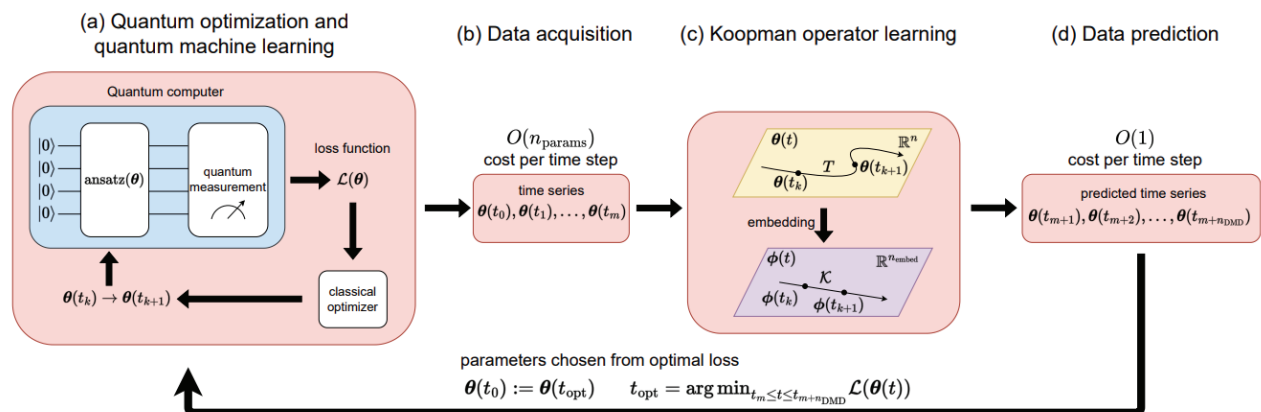 (a) Quantum optimization and
quantum machine learning
Quantum computer
|0⟩
|0⟩
|0⟩
|0⟩
ansatz(θ)
quantum
measurement
loss function
ℒ(θ)
classical
optimizer
θ(t_k) → θ(t_{k+1})
(b) Data acquisition
O(n_params)
cost per time step
time series
θ(t_0), θ(t_1), . . . , θ(t_m)
(c) Koopman operator learning
θ(t)
ℝ^n
T
θ(t_k)
θ(t_{k+1})
embedding
ϕ(t)
ℝ^{n_embed}
𝒦
ϕ(t_k)
ϕ(t_{k+1})
(d) Data prediction
O(1)
cost per time step
predicted time series
θ(t_{m+1}), θ(t_{m+2}), . . . , θ(t_{m+n_DMD})
parameters chosen from optimal loss
θ(t_0) := θ(t_opt) t_opt = arg min_{t_m≤t≤t_{m+n_DMD}} ℒ(θ(t))